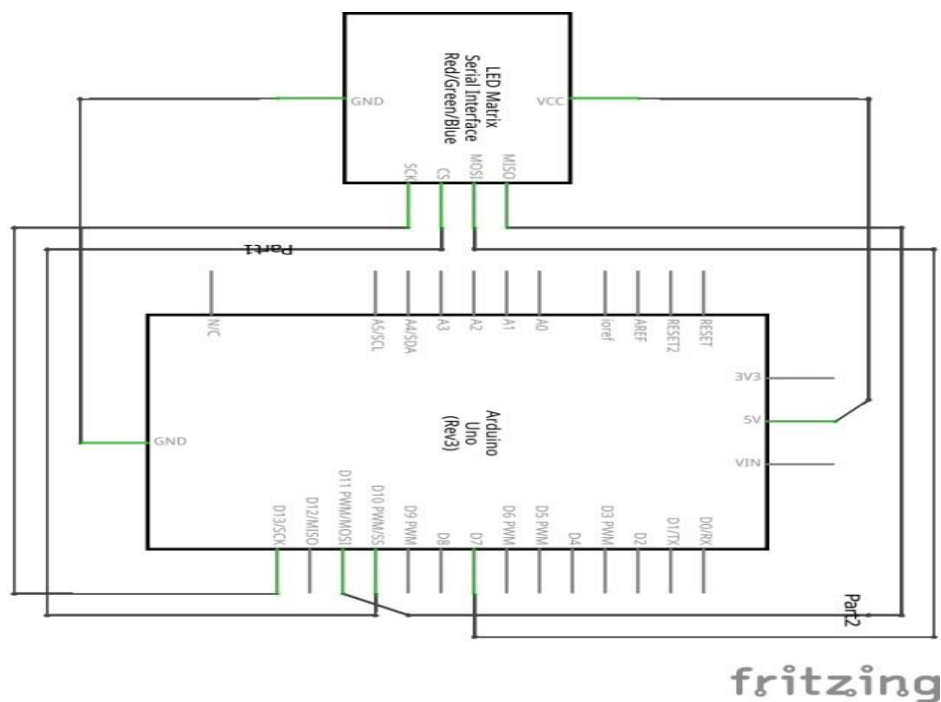 LED Matrix
Serial Interface
Red/Green/Blue
GND
VCC
SCK
CS
MOSI
MISO
Part1
N/C
A5/SCL
A4/SDA
A3
A2
A1
A0
ioref
AREF
RESET2
RESET
3V3
5V
VIN
Arduino
Uno
(Rev3)
GND
D13/SCK
D12/MISO
D11 PWM/MOSI
D10 PWM/SS
D9 PWM
D8
D7
D6 PWM
D5 PWM
D4
D3 PWM
D2
D1/TX
D0/RX
Part2
fritzing